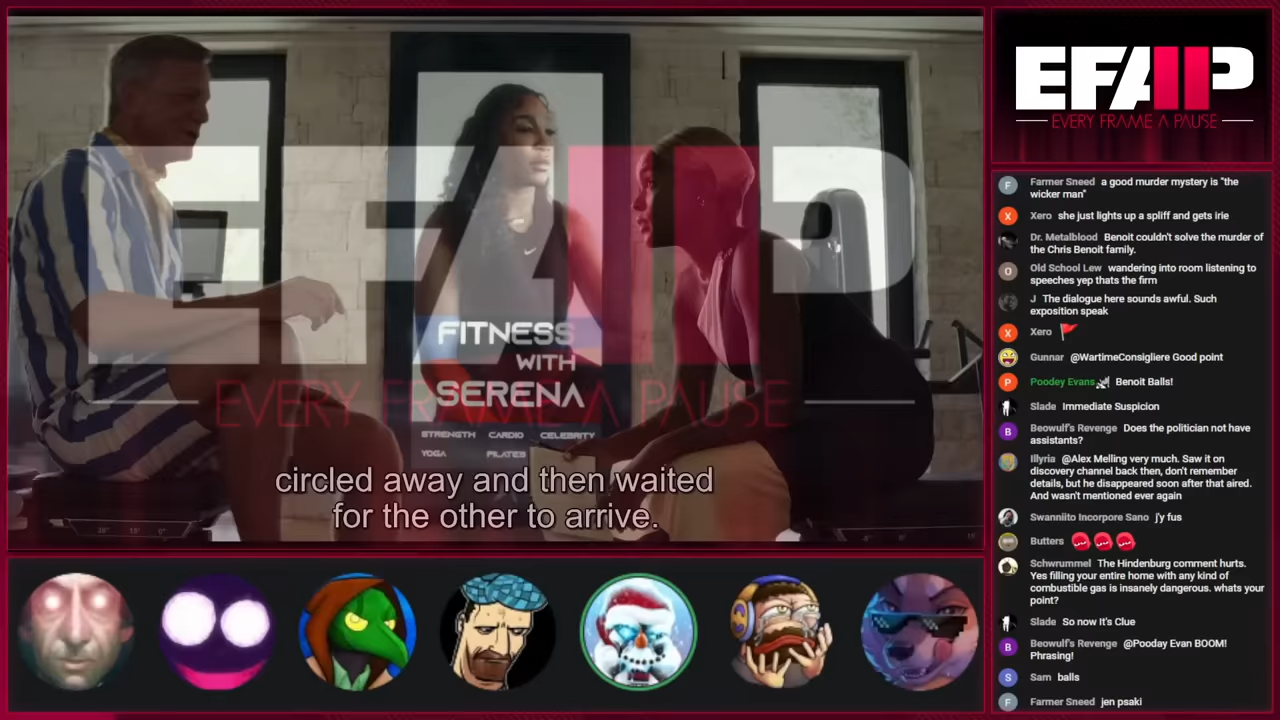 EFAP
EVERY FRAME A PAUSE
FITNESS
WITH
SERENA
STRENGTH CARDIO CELEBRITY
YOGA PILATES
circled away and then waited
for the other to arrive.
EFAP
EVERY FRAME A PAUSE
Farmer Sneed a good murder mystery is "the
wicker man"
Xero she just lights up a spliff and gets irie
Dr. Metalblood Benoit couldn't solve the murder of
the Chris Benoit family.
Old School Lew wandering into room listening to
speeches yep thats the firm
J The dialogue here sounds awful. Such
exposition speak
Xero
Gunnar @WartimeConsigliere Good point
Poodey Evans Benoit Balls!
Slade Immediate Suspicion
Beowulf's Revenge Does the politician not have
assistants?
Illyria @Alex Melling very much. Saw it on
discovery channel back then, don't remember
details, but he disappeared soon after that aired.
And wasn't mentioned ever again
Swanniito Incorpore Sano j'y fus
Butters
Schwrummel The Hindenburg comment hurts.
Yes filling your entire home with any kind of
combustible gas is insanely dangerous. whats your
point?
Slade So now It's Clue
Beowulf's Revenge @Pooday Evan BOOM!
Phrasing!
Sam balls
Farmer Sneed jen psaki